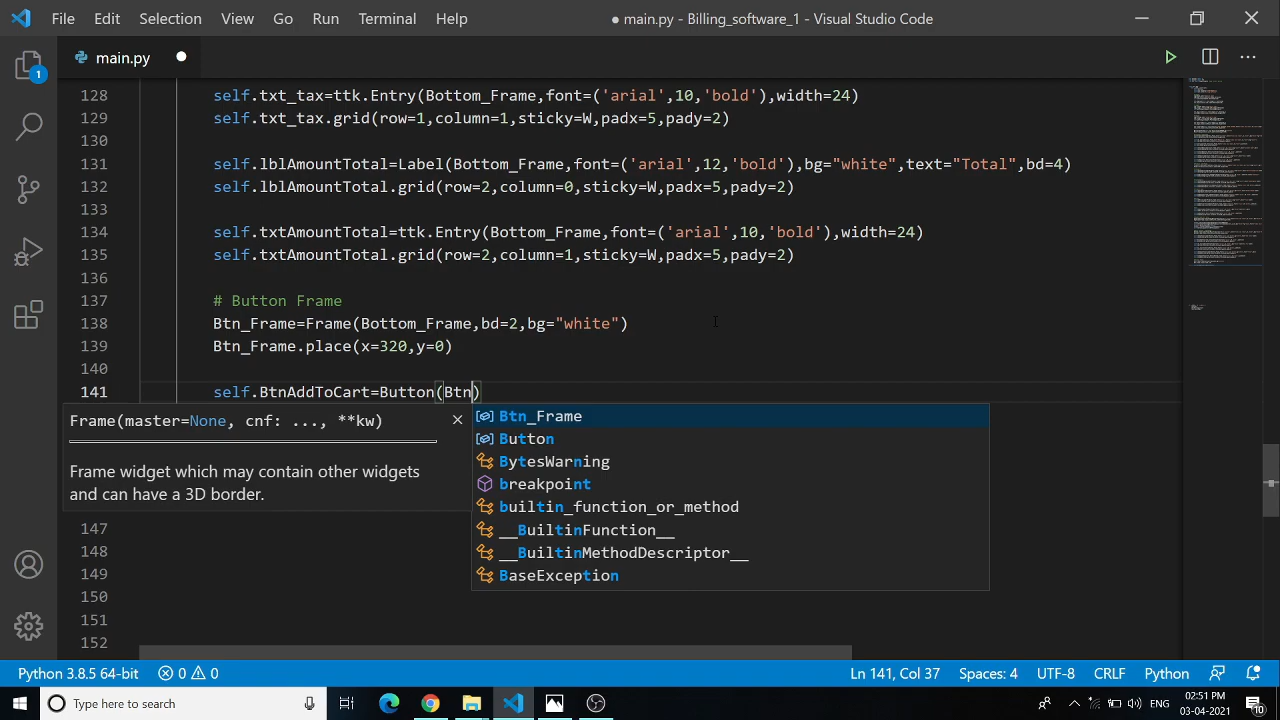 File Edit Selection View Go Run Terminal Help ● main.py - Billing_software_1 - Visual Studio Code
main.py
1
128 self.txt_tax=ttk.Entry(Bottom_Frame,font=('arial',10,'bold'),width=24)
129 self.txt_tax.grid(row=1,column=1,sticky=W,padx=5,pady=2)
130
131 self.lblAmountTotal=Label(Bottom_Frame,font=('arial',12,'bold'),bg="white",text="Total",bd=4)
132 self.lblAmountTotal.grid(row=2,column=0,sticky=W,padx=5,pady=2)
133
134 self.txtAmountTotal=ttk.Entry(Bottom_Frame,font=('arial',10,'bold'),width=24)
135 self.txtAmountTotal.grid(row=2,column=1,sticky=W,padx=5,pady=2)
136
137 # Button Frame
138 Btn_Frame=Frame(Bottom_Frame,bd=2,bg="white")
139 Btn_Frame.place(x=320,y=0)
140
141 self.BtnAddToCart=Button(Btn)
Frame(master=None, cnf: ..., **kw)
Frame widget which may contain other widgets
and can have a 3D border.
Btn_Frame
Button
BytesWarning
breakpoint
builtin_function_or_method
__BuiltinFunction__
__BuiltinMethodDescriptor__
BaseException
147
148
149
150
151
152
Python 3.8.5 64-bit 0 0 Ln 141, Col 37 Spaces: 4 UTF-8 CRLF Python
Type here to search
02:51 PM
03-04-2021
10